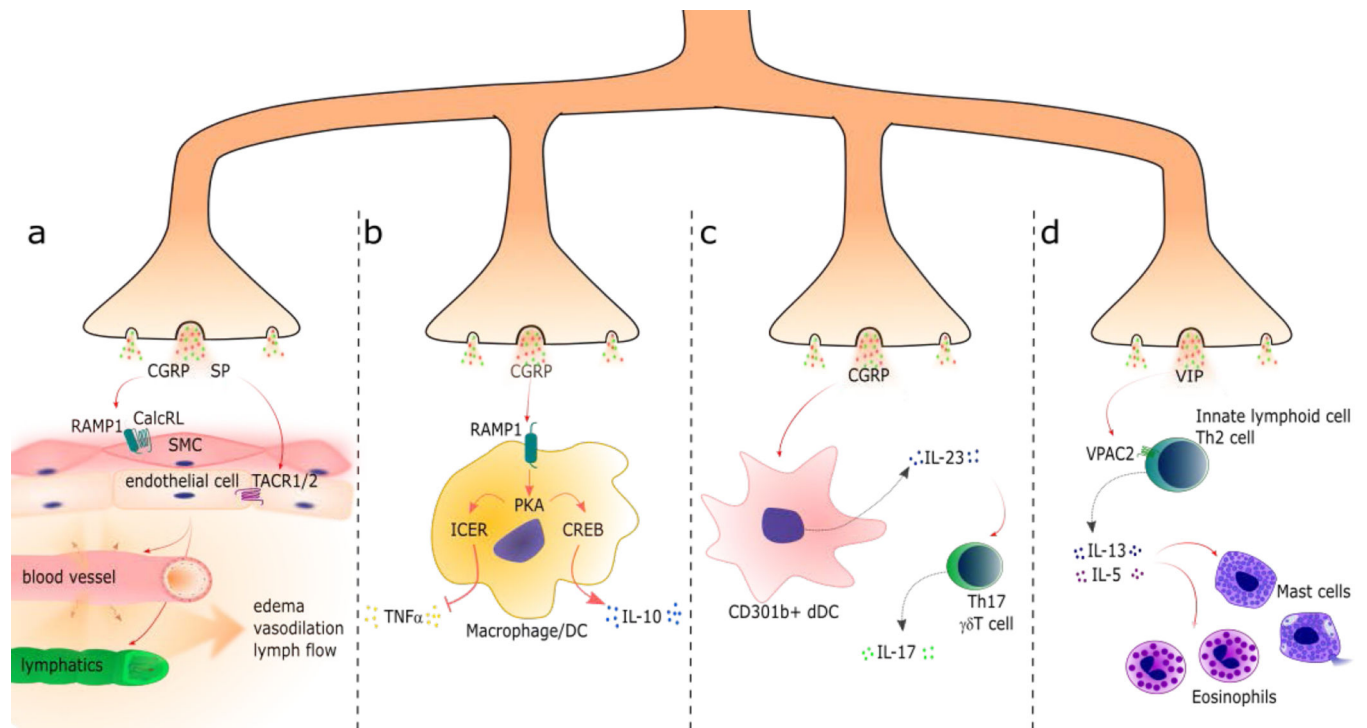 a
CGRP SP
RAMP1
CalcRL
SMC
endothelial cell
TACR1/2
blood vessel
lymphatics
edema
vasodilation
lymph flow
b
CGRP
RAMP1
PKA
ICER
CREB
TNFα
IL-10
Macrophage/DC
c
CGRP
IL-23
CD301b+ dDC
Th17
γδT cell
IL-17
d
VIP
Innate lymphoid cell
Th2 cell
VPAC2
IL-13
IL-5
Mast cells
Eosinophils